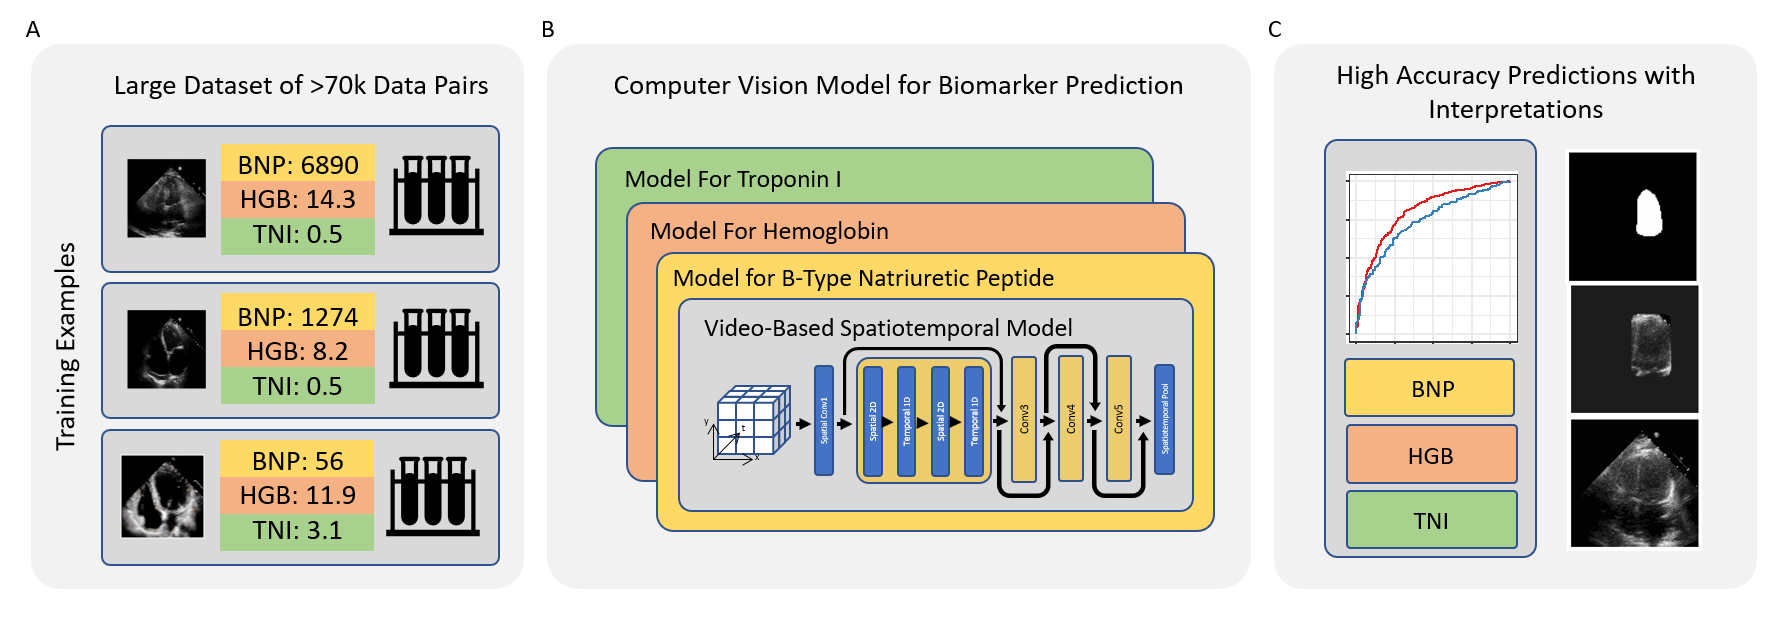 A
Large Dataset of >70k Data Pairs
Training Examples
BNP: 6890
HGB: 14.3
TNI: 0.5
BNP: 1274
HGB: 8.2
TNI: 0.5
BNP: 56
HGB: 11.9
TNI: 3.1
B
Computer Vision Model for Biomarker Prediction
Model For Troponin I
Model For Hemoglobin
Model for B-Type Natriuretic Peptide
Video-Based Spatiotemporal Model
y
t
x
Spatial Conv1
Spatial 2D
Temporal 1D
Spatial 2D
Temporal 1D
Conv3
Conv4
Conv5
Spatiotemporal Pool
C
High Accuracy Predictions with
Interpretations
BNP
HGB
TNI